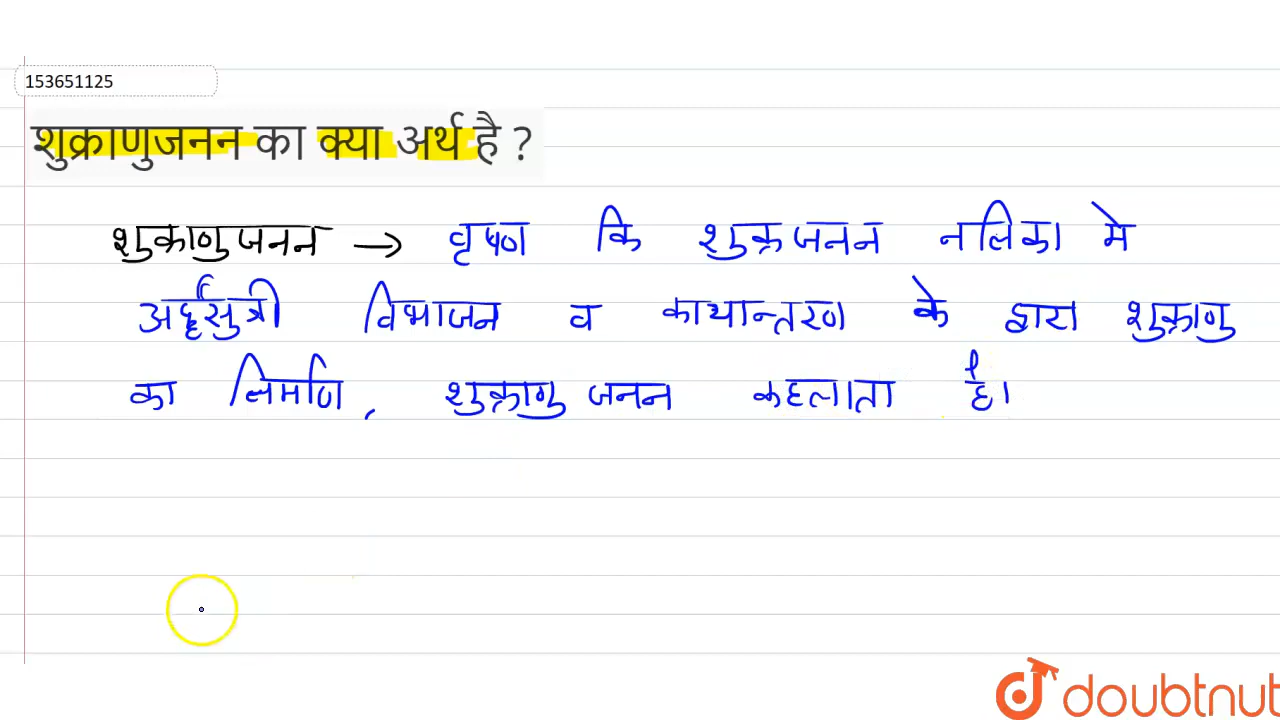 153651125
शुक्राणुजनन का क्या अर्थ है ?
शुक्राणुजनन → वृषण कि शुक्रजनन नलिका मे
अर्द्धसुत्री विभाजन व कायान्तरण के द्वारा शुक्राणु
का निर्माण, शुक्राणुजनन कहलाता है।
doubtnut